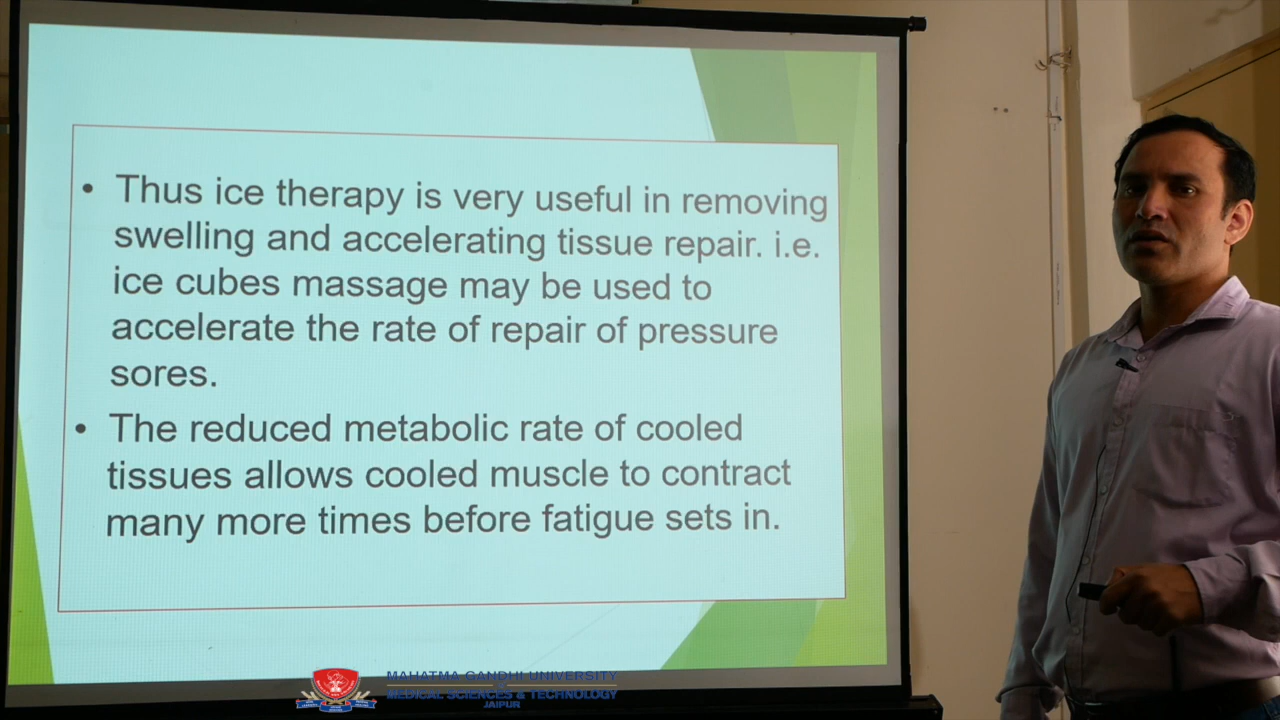 • Thus ice therapy is very useful in removing
swelling and accelerating tissue repair. i.e.
ice cubes massage may be used to
accelerate the rate of repair of pressure
sores.
• The reduced metabolic rate of cooled
tissues allows cooled muscle to contract
many more times before fatigue sets in.
MAHATMA GANDHI UNIVERSITY
OF
MEDICAL SCIENCES & TECHNOLOGY
JAIPUR